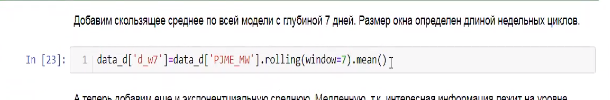 Добавим скользящее среднее по всей модели с глубиной 7 дней. Размер окна определен длиной недельных циклов.
In [23]: 1 data_d['d_w7']=data_d['PJME_MW'].rolling(window=7).mean()
А теперь добавим еще и экспоненциальную среднюю. Медленную, т.к. интересная информация лежит на уровне